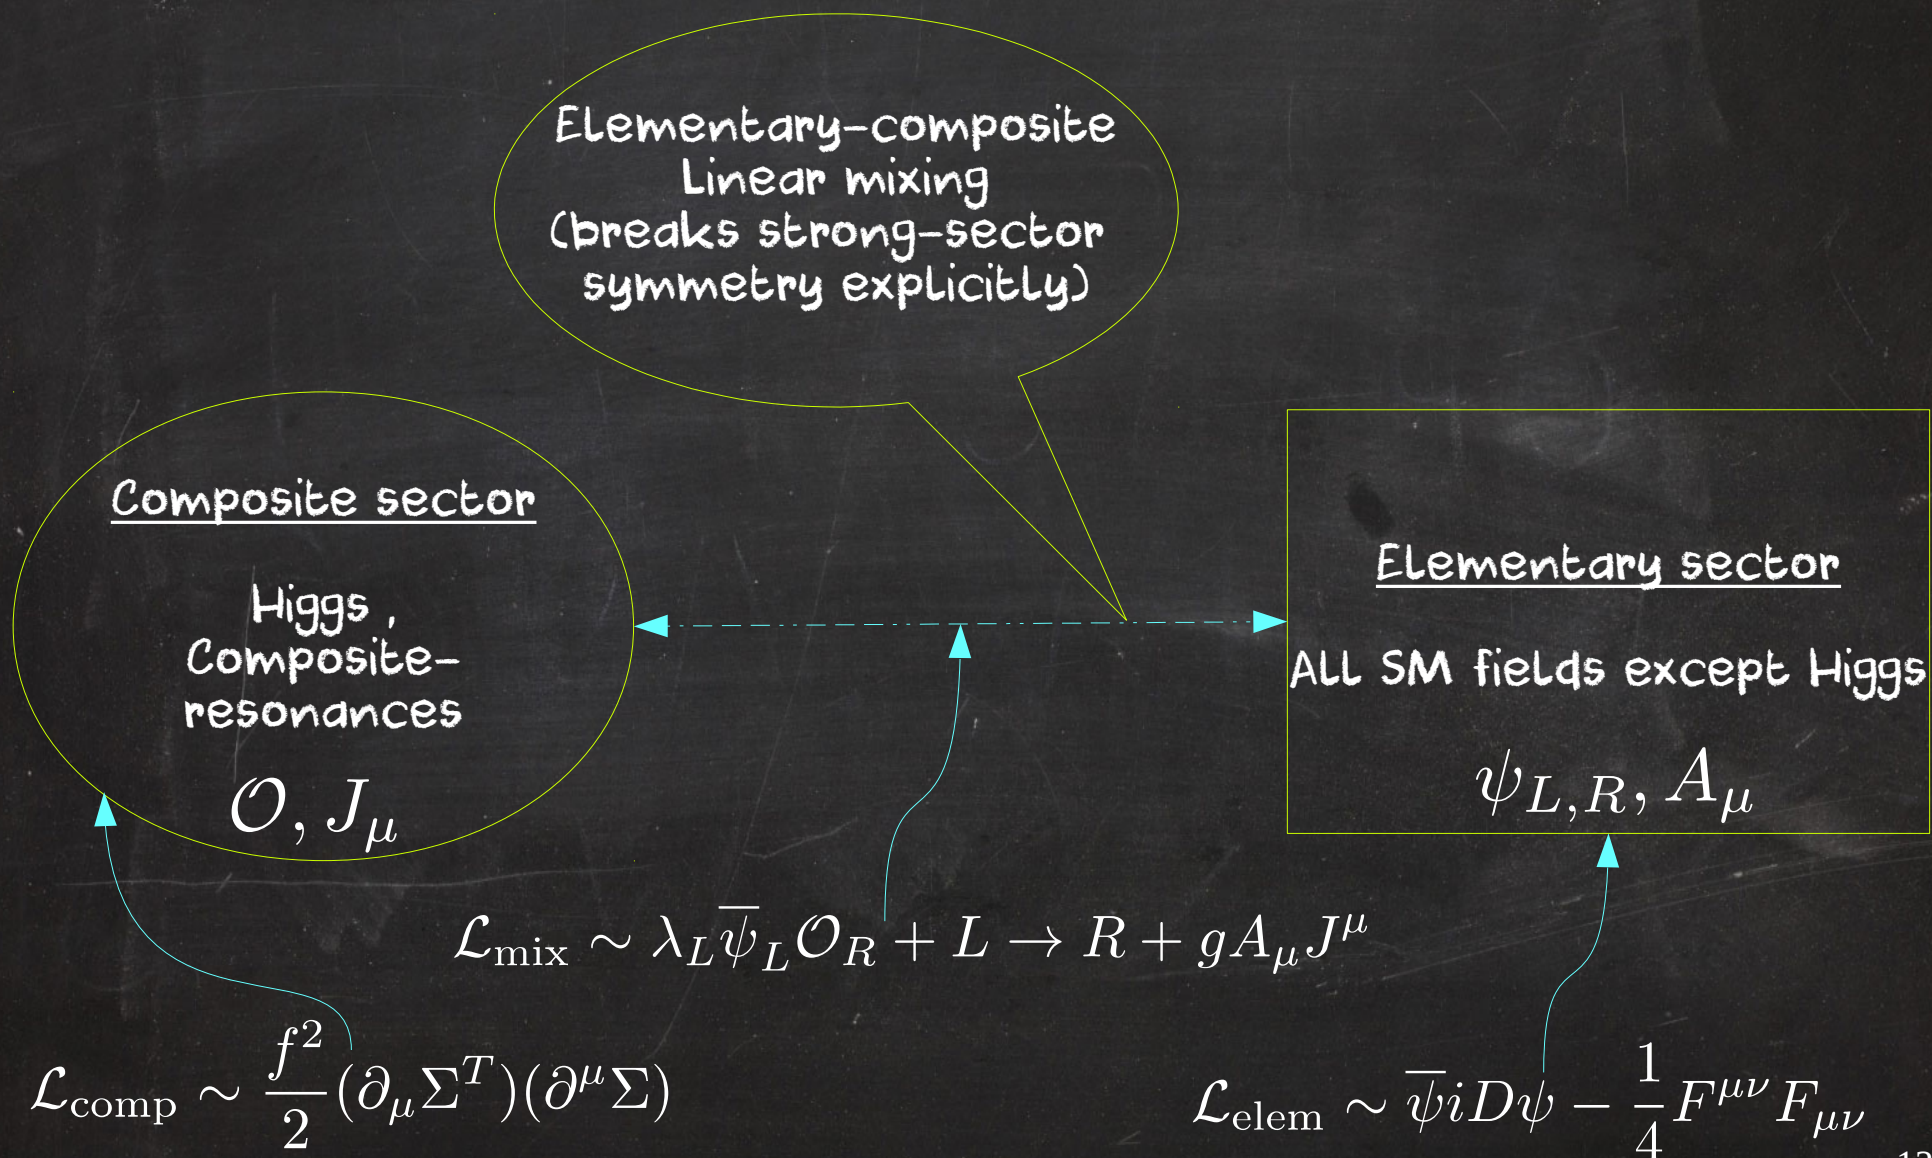 Elementary-composite
Linear mixing
(breaks strong-sector
symmetry explicitly)
Composite sector
Higgs ,
Composite-
resonances
𝒪, J_μ
Elementary sector
All SM fields except Higgs
ψ_{L,R}, A_μ
ℒ_mix ∼ λ_L ψ̅_L 𝒪_R + L → R + gA_μ J^μ
ℒ_comp ∼ f²/2 (∂_μ Σ^T)(∂^μ Σ)
ℒ_elem ∼ ψ̅iDψ − 1/4 F^{μν} F_{μν}